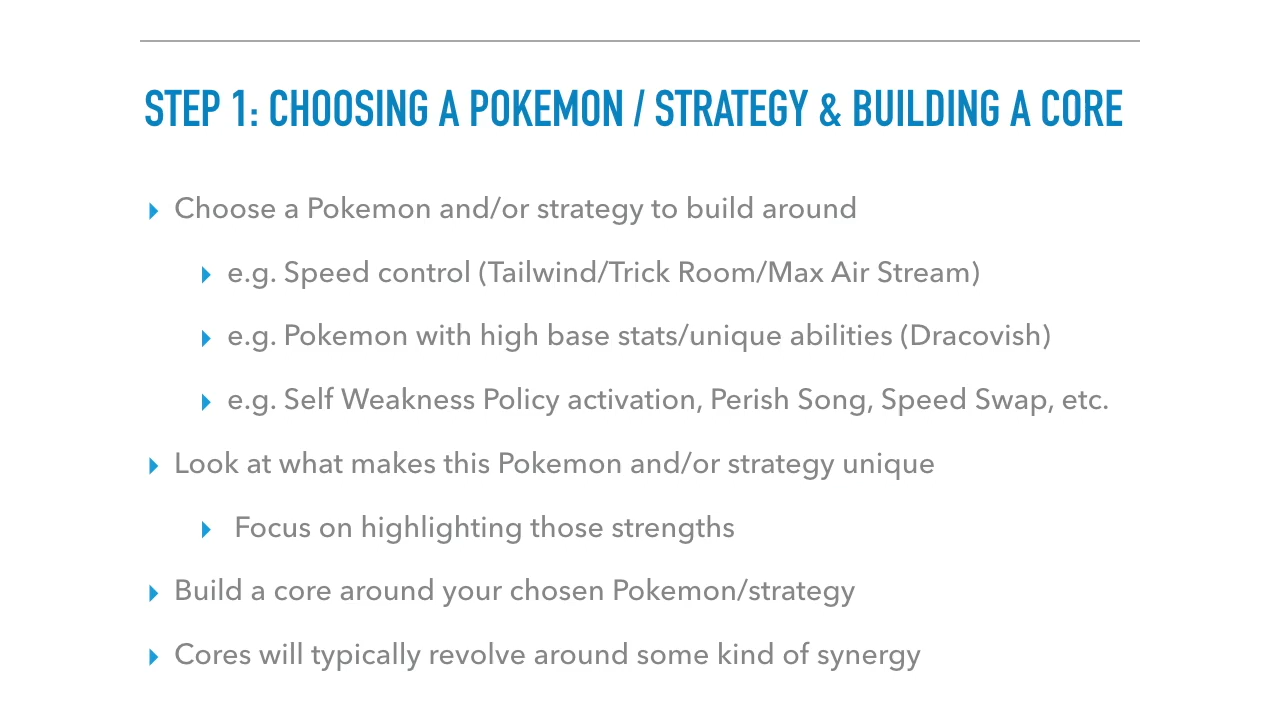 STEP 1: CHOOSING A POKEMON / STRATEGY & BUILDING A CORE
Choose a Pokemon and/or strategy to build around
e.g. Speed control (Tailwind/Trick Room/Max Air Stream)
e.g. Pokemon with high base stats/unique abilities (Dracovish)
e.g. Self Weakness Policy activation, Perish Song, Speed Swap, etc.
Look at what makes this Pokemon and/or strategy unique
Focus on highlighting those strengths
Build a core around your chosen Pokemon/strategy
Cores will typically revolve around some kind of synergy